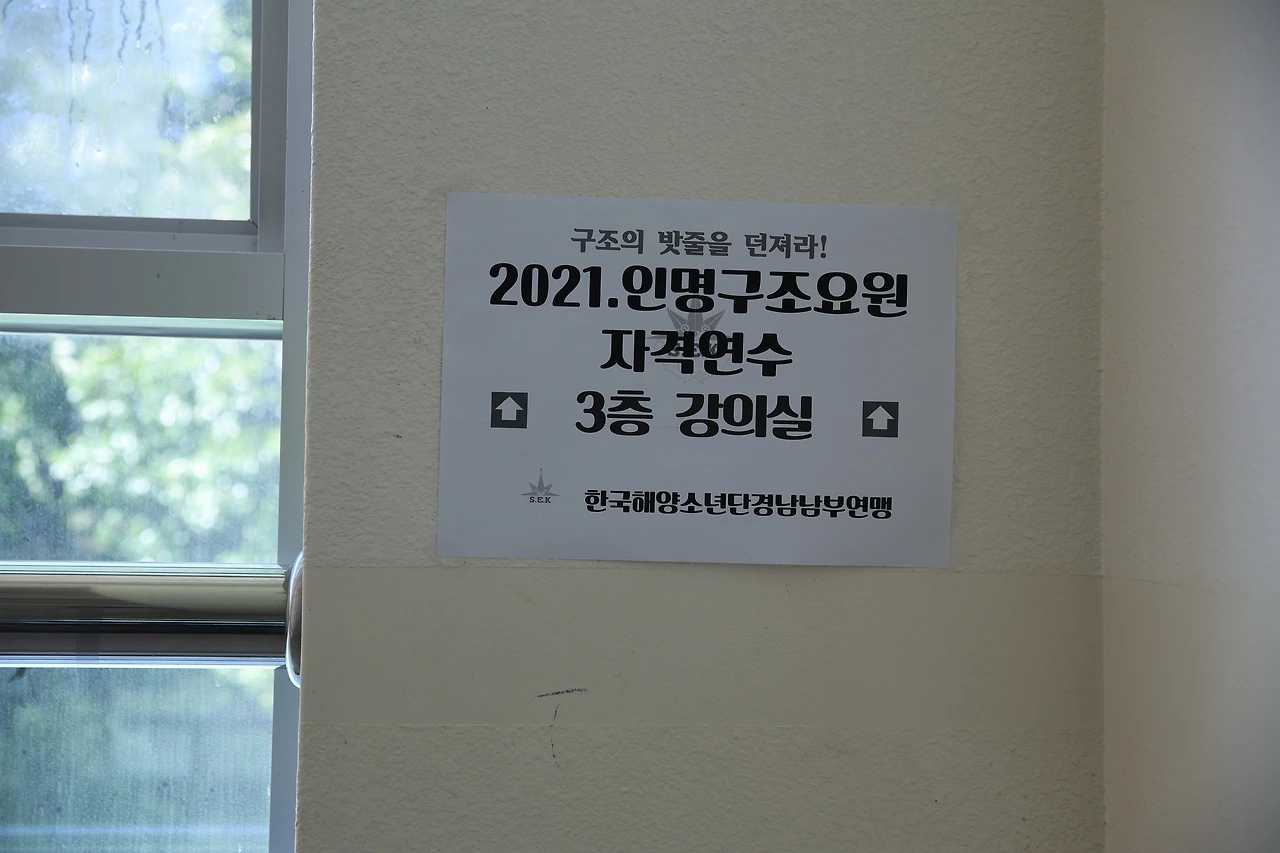 구조의 밧줄을 던져라!
2021.인명구조요원
자격연수
3층 강의실
S.E.K 한국해양소년단경남남부연맹